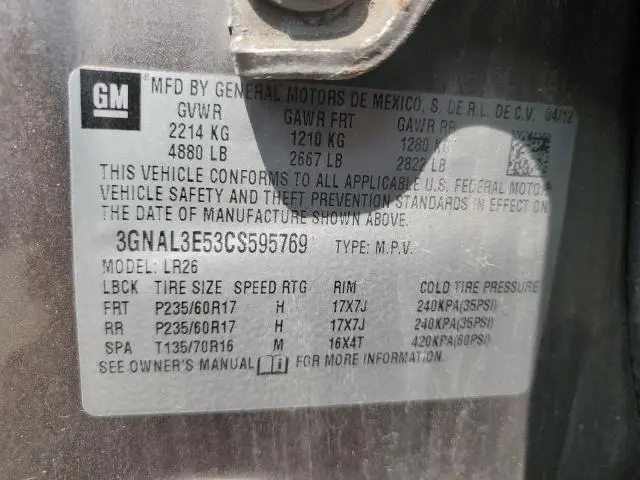 GM
MFD BY GENERAL MOTORS DE MEXICO, S. DE R.L. DE C.V. 04/12
GVWR GAWR FRT GAWR RR
2214 KG 1210 KG 1280 KG
4880 LB 2667 LB 2822 LB
THIS VEHICLE CONFORMS TO ALL APPLICABLE U.S. FEDERAL MOTOR
VEHICLE SAFETY AND THEFT PREVENTION STANDARDS IN EFFECT ON
THE DATE OF MANUFACTURE SHOWN ABOVE.
3GNAL3E53CS595769 TYPE: M.P.V.
MODEL: LR26
LBCK TIRE SIZE SPEED RTG RIM COLD TIRE PRESSURE
FRT P235/60R17 H 17X7J 240KPA(35PSI)
RR P235/60R17 H 17X7J 240KPA(35PSI)
SPA T135/70R16 M 16X4T 420KPA(60PSI)
SEE OWNER'S MANUAL FOR MORE INFORMATION.